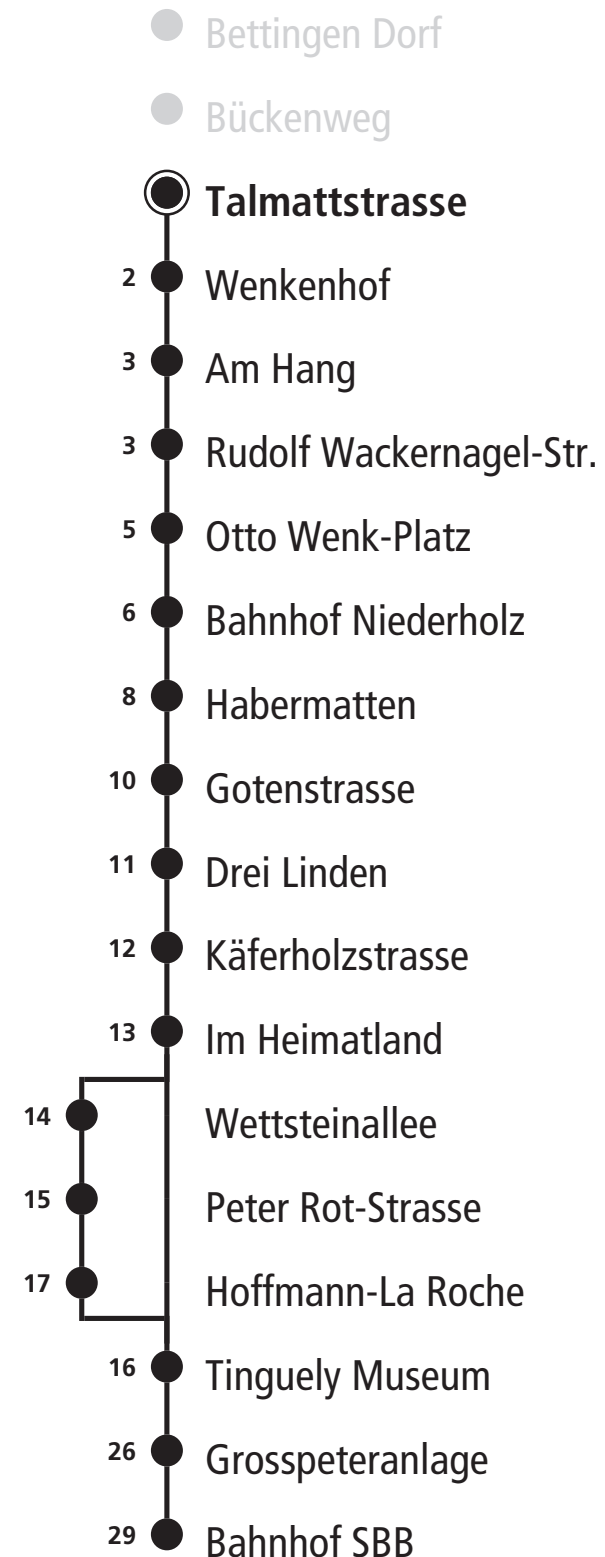 Bettingen Dorf
Bückenweg
Talmattstrasse
2 Wenkenhof
3 Am Hang
3 Rudolf Wackernagel-Str.
5 Otto Wenk-Platz
6 Bahnhof Niederholz
8 Habermatten
10 Gotenstrasse
11 Drei Linden
12 Käferholzstrasse
13 Im Heimatland
14 Wettsteinallee
15 Peter Rot-Strasse
17 Hoffmann-La Roche
16 Tinguely Museum
26 Grosspeteranlage
29 Bahnhof SBB